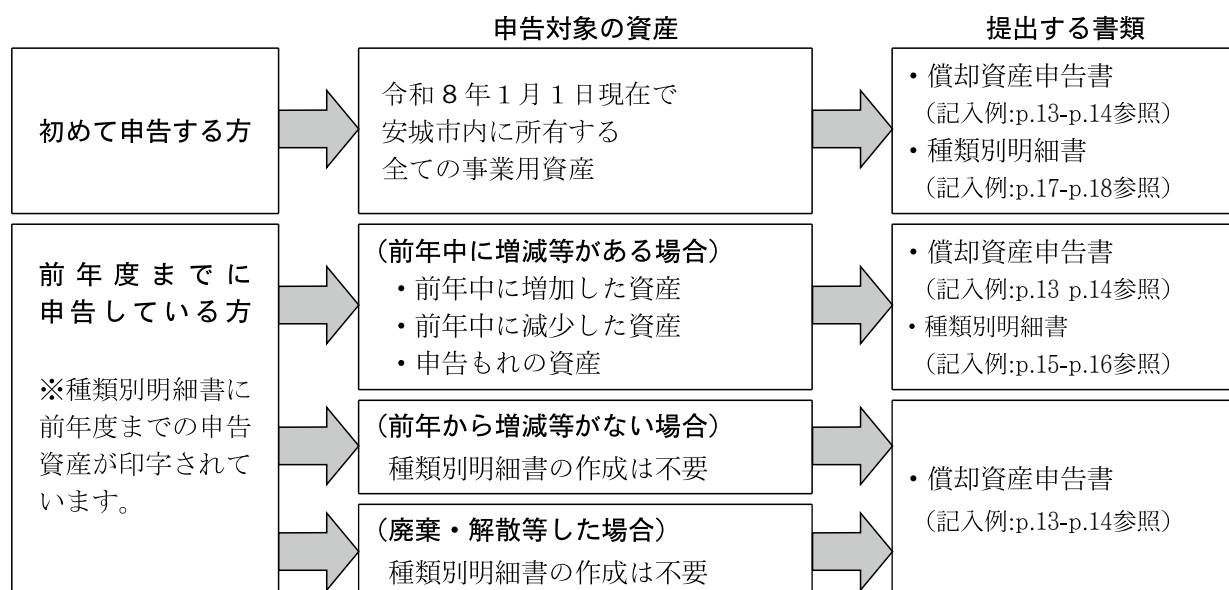 申告対象の資産
提出する書類
初めて申告する方
令和８年１月１日現在で
安城市内に所有する
全ての事業用資産
・償却資産申告書
（記入例:p.13-p.14参照）
・種類別明細書
（記入例:p.17-p.18参照）
前年度までに
申告している方
※種類別明細書に
前年度までの申告
資産が印字されて
います。
（前年中に増減等がある場合）
・前年中に増加した資産
・前年中に減少した資産
・申告もれの資産
・償却資産申告書
（記入例:p.13 p.14参照）
・種類別明細書
（記入例:p.15-p.16参照）
（前年から増減等がない場合）
種類別明細書の作成は不要
（廃棄・解散等した場合）
種類別明細書の作成は不要
・償却資産申告書
（記入例:p.13-p.14参照）